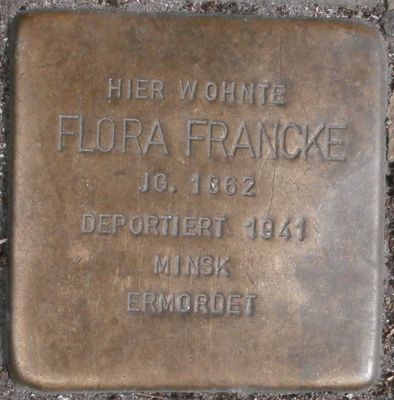 HIER WOHNTE
FLORA FRANCKE
JG. 1862
DEPORTIERT 1941
MINSK
ERMORDET